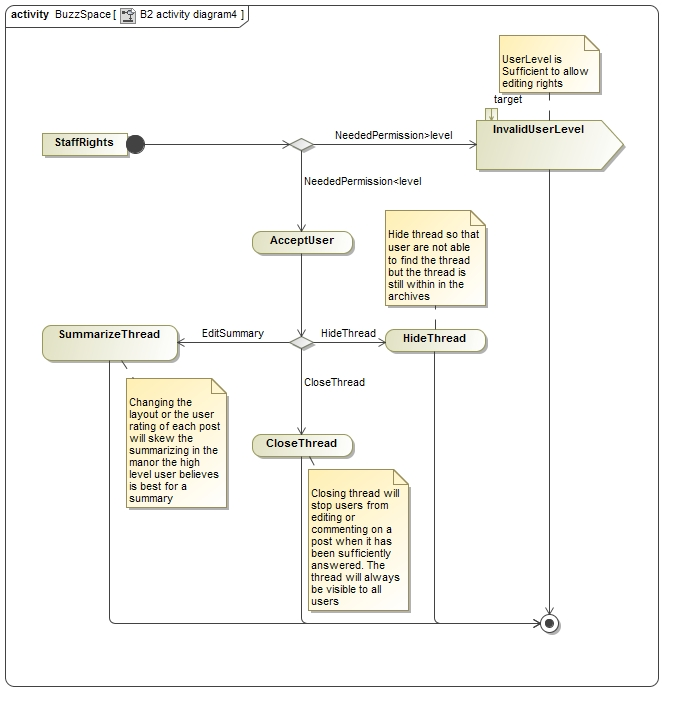 activity BuzzSpace [ B2 activity diagram4 ]
UserLevel is
Sufficient to allow
editing rights
target
StaffRights
NeededPermission>level
InvalidUserLevel
NeededPermission<level
AcceptUser
Hide thread so that
user are not able
to find the thread
but the thread is
still within in the
archives
SummarizeThread
EditSummary
HideThread
HideThread
CloseThread
Changing the
layout or the user
rating of each post
will skew the
summarizing in the
manor the high
level user believes
is best for a
summary
CloseThread
Closing thread will
stop users from
editing or
commenting on a
post when it has
been sufficiently
answered. The
thread will always
be visible to all
users